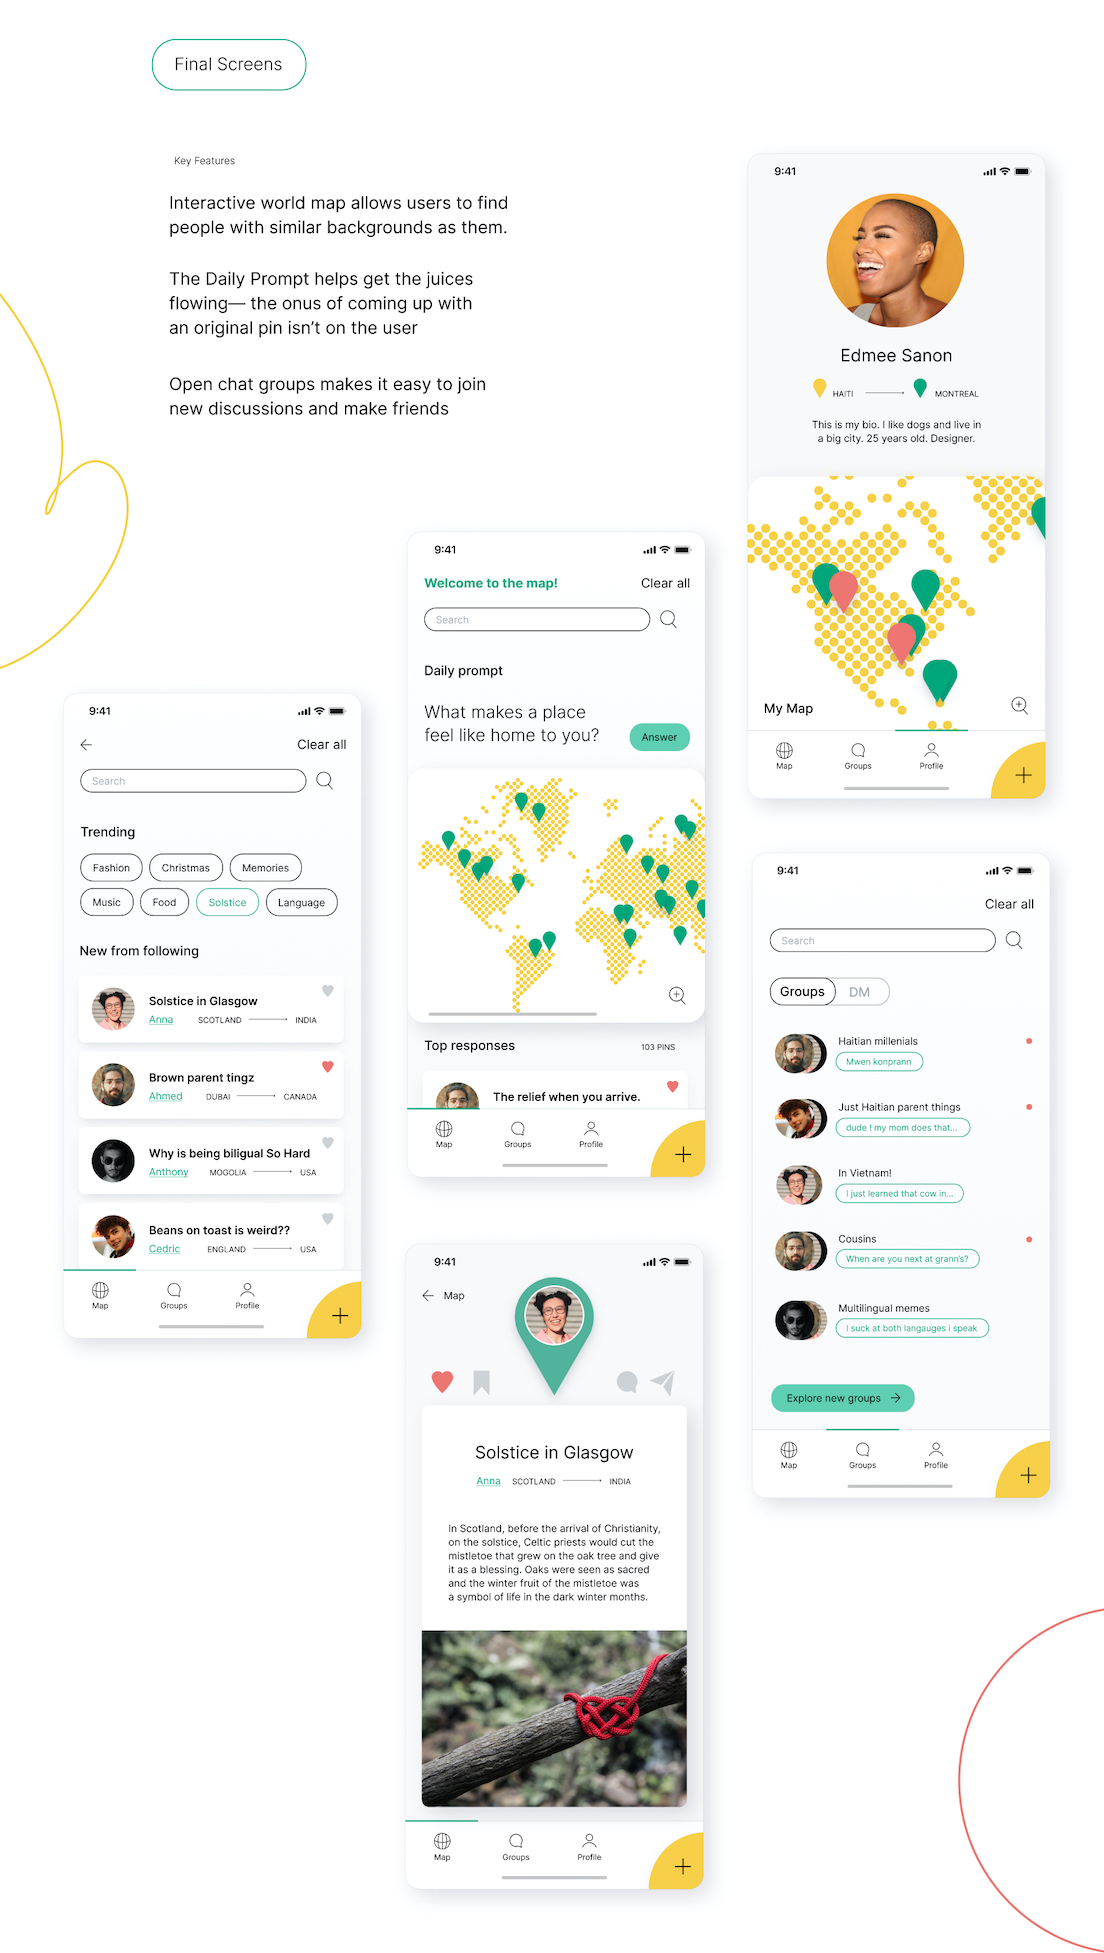 Final Screens
Key Features
Interactive world map allows users to find
people with similar backgrounds as them.
The Daily Prompt helps get the juices
flowing— the onus of coming up with
an original pin isn't on the user
Open chat groups makes it easy to join
new discussions and make friends
9:41
Edmee Sanon
HAITI MONTREAL
This is my bio. I like dogs and live in
a big city. 25 years old. Designer.
My Map
Map Groups Profile
9:41
Welcome to the map! Clear all
Search
Daily prompt
What makes a place
feel like home to you?
Answer
Top responses 103 PINS
The relief when you arrive.
Map Groups Profile
9:41
Clear all
Search
Trending
Fashion Christmas Memories
Music Food Solstice Language
New from following
Solstice in Glasgow
Anna SCOTLAND INDIA
Brown parent tingz
Ahmed DUBAI CANADA
Why is being biligual So Hard
Anthony MOGOLIA USA
Beans on toast is weird??
Cedric ENGLAND USA
Map Groups Profile
9:41
Clear all
Search
Groups DM
Haitian millenials
Mwen konprann
Just Haitian parent things
dude ! my mom does that...
In Vietnam!
I just learned that cow in...
Cousins
When are you next at grann's?
Multilingual memes
I suck at both langauges i speak
Explore new groups
Map Groups Profile
9:41
Map
Solstice in Glasgow
Anna SCOTLAND INDIA
In Scotland, before the arrival of Christianity,
on the solstice, Celtic priests would cut the
mistletoe that grew on the oak tree and give
it as a blessing. Oaks were seen as sacred
and the winter fruit of the mistletoe was
a symbol of life in the dark winter months.
Map Groups Profile